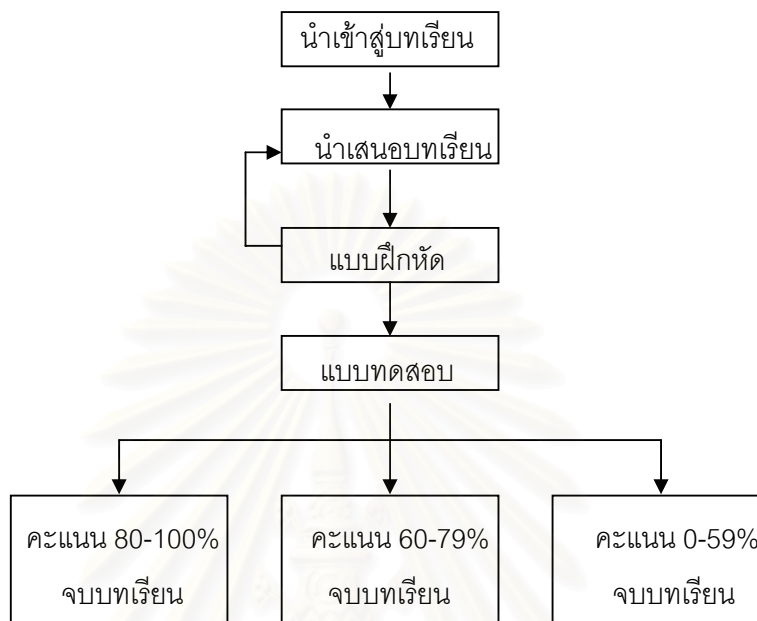 นำเข้าสู่บทเรียน
นำเสนอบทเรียน
แบบฝึกหัด
แบบทดสอบ
คะแนน 80-100%
จบบทเรียน
คะแนน 60-79%
จบบทเรียน
คะแนน 0-59%
จบบทเรียน